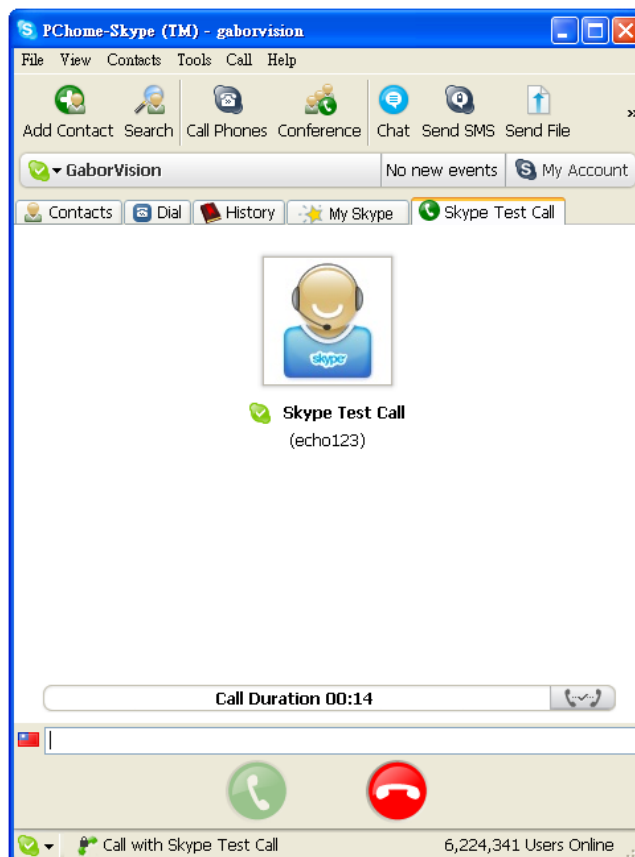 PChome-Skype (TM) - gaborvision
File View Contacts Tools Call Help
Add Contact Search Call Phones Conference Chat Send SMS Send File »
GaborVision No new events My Account
Contacts Dial History My Skype Skype Test Call
skype
Skype Test Call
(echo123)
Call Duration 00:14
Call with Skype Test Call 6,224,341 Users Online